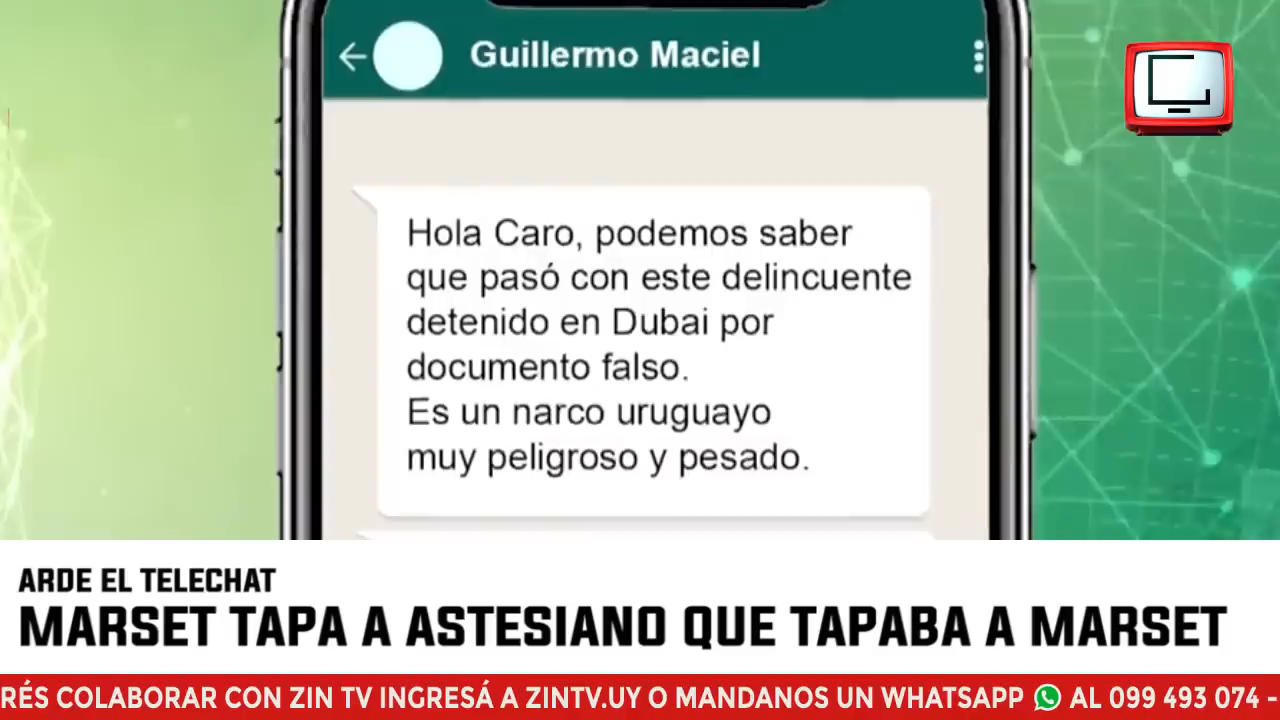 Guillermo Maciel
Hola Caro, podemos saber
que pasó con este delincuente
detenido en Dubai por
documento falso.
Es un narco uruguayo
muy peligroso y pesado.
ARDE EL TELECHAT
MARSET TAPA A ASTESIANO QUE TAPABA A MARSET
RÉS COLABORAR CON ZIN TV INGRESÁ A ZINTV.UY O MANDANOS UN WHATSAPP AL 099 493 074 -